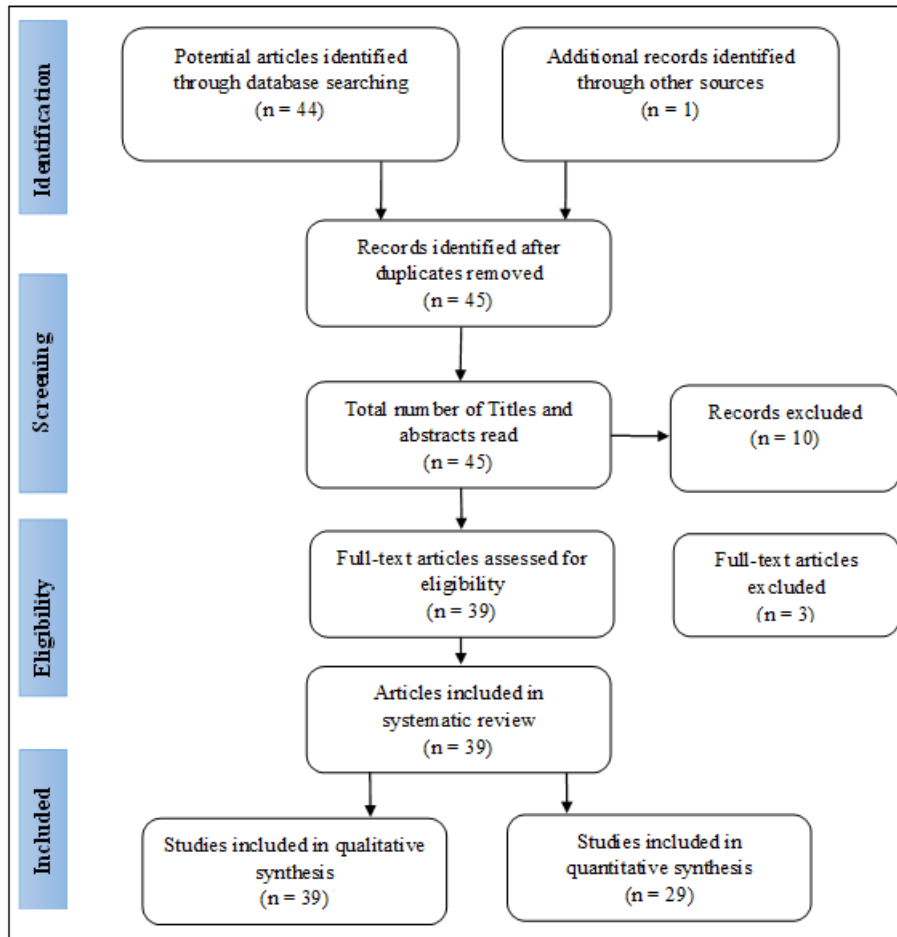 Identification
Potential articles identified
through database searching
(n = 44)
Additional records identified
through other sources
(n = 1)
Records identified after
duplicates removed
(n = 45)
Screening
Total number of Titles and
abstracts read
(n = 45)
Records excluded
(n = 10)
Eligibility
Full-text articles assessed for
eligibility
(n = 39)
Full-text articles
excluded
(n = 3)
Articles included in
systematic review
(n = 39)
Included
Studies included in qualitative
synthesis
(n = 39)
Studies included in
quantitative synthesis
(n = 29)